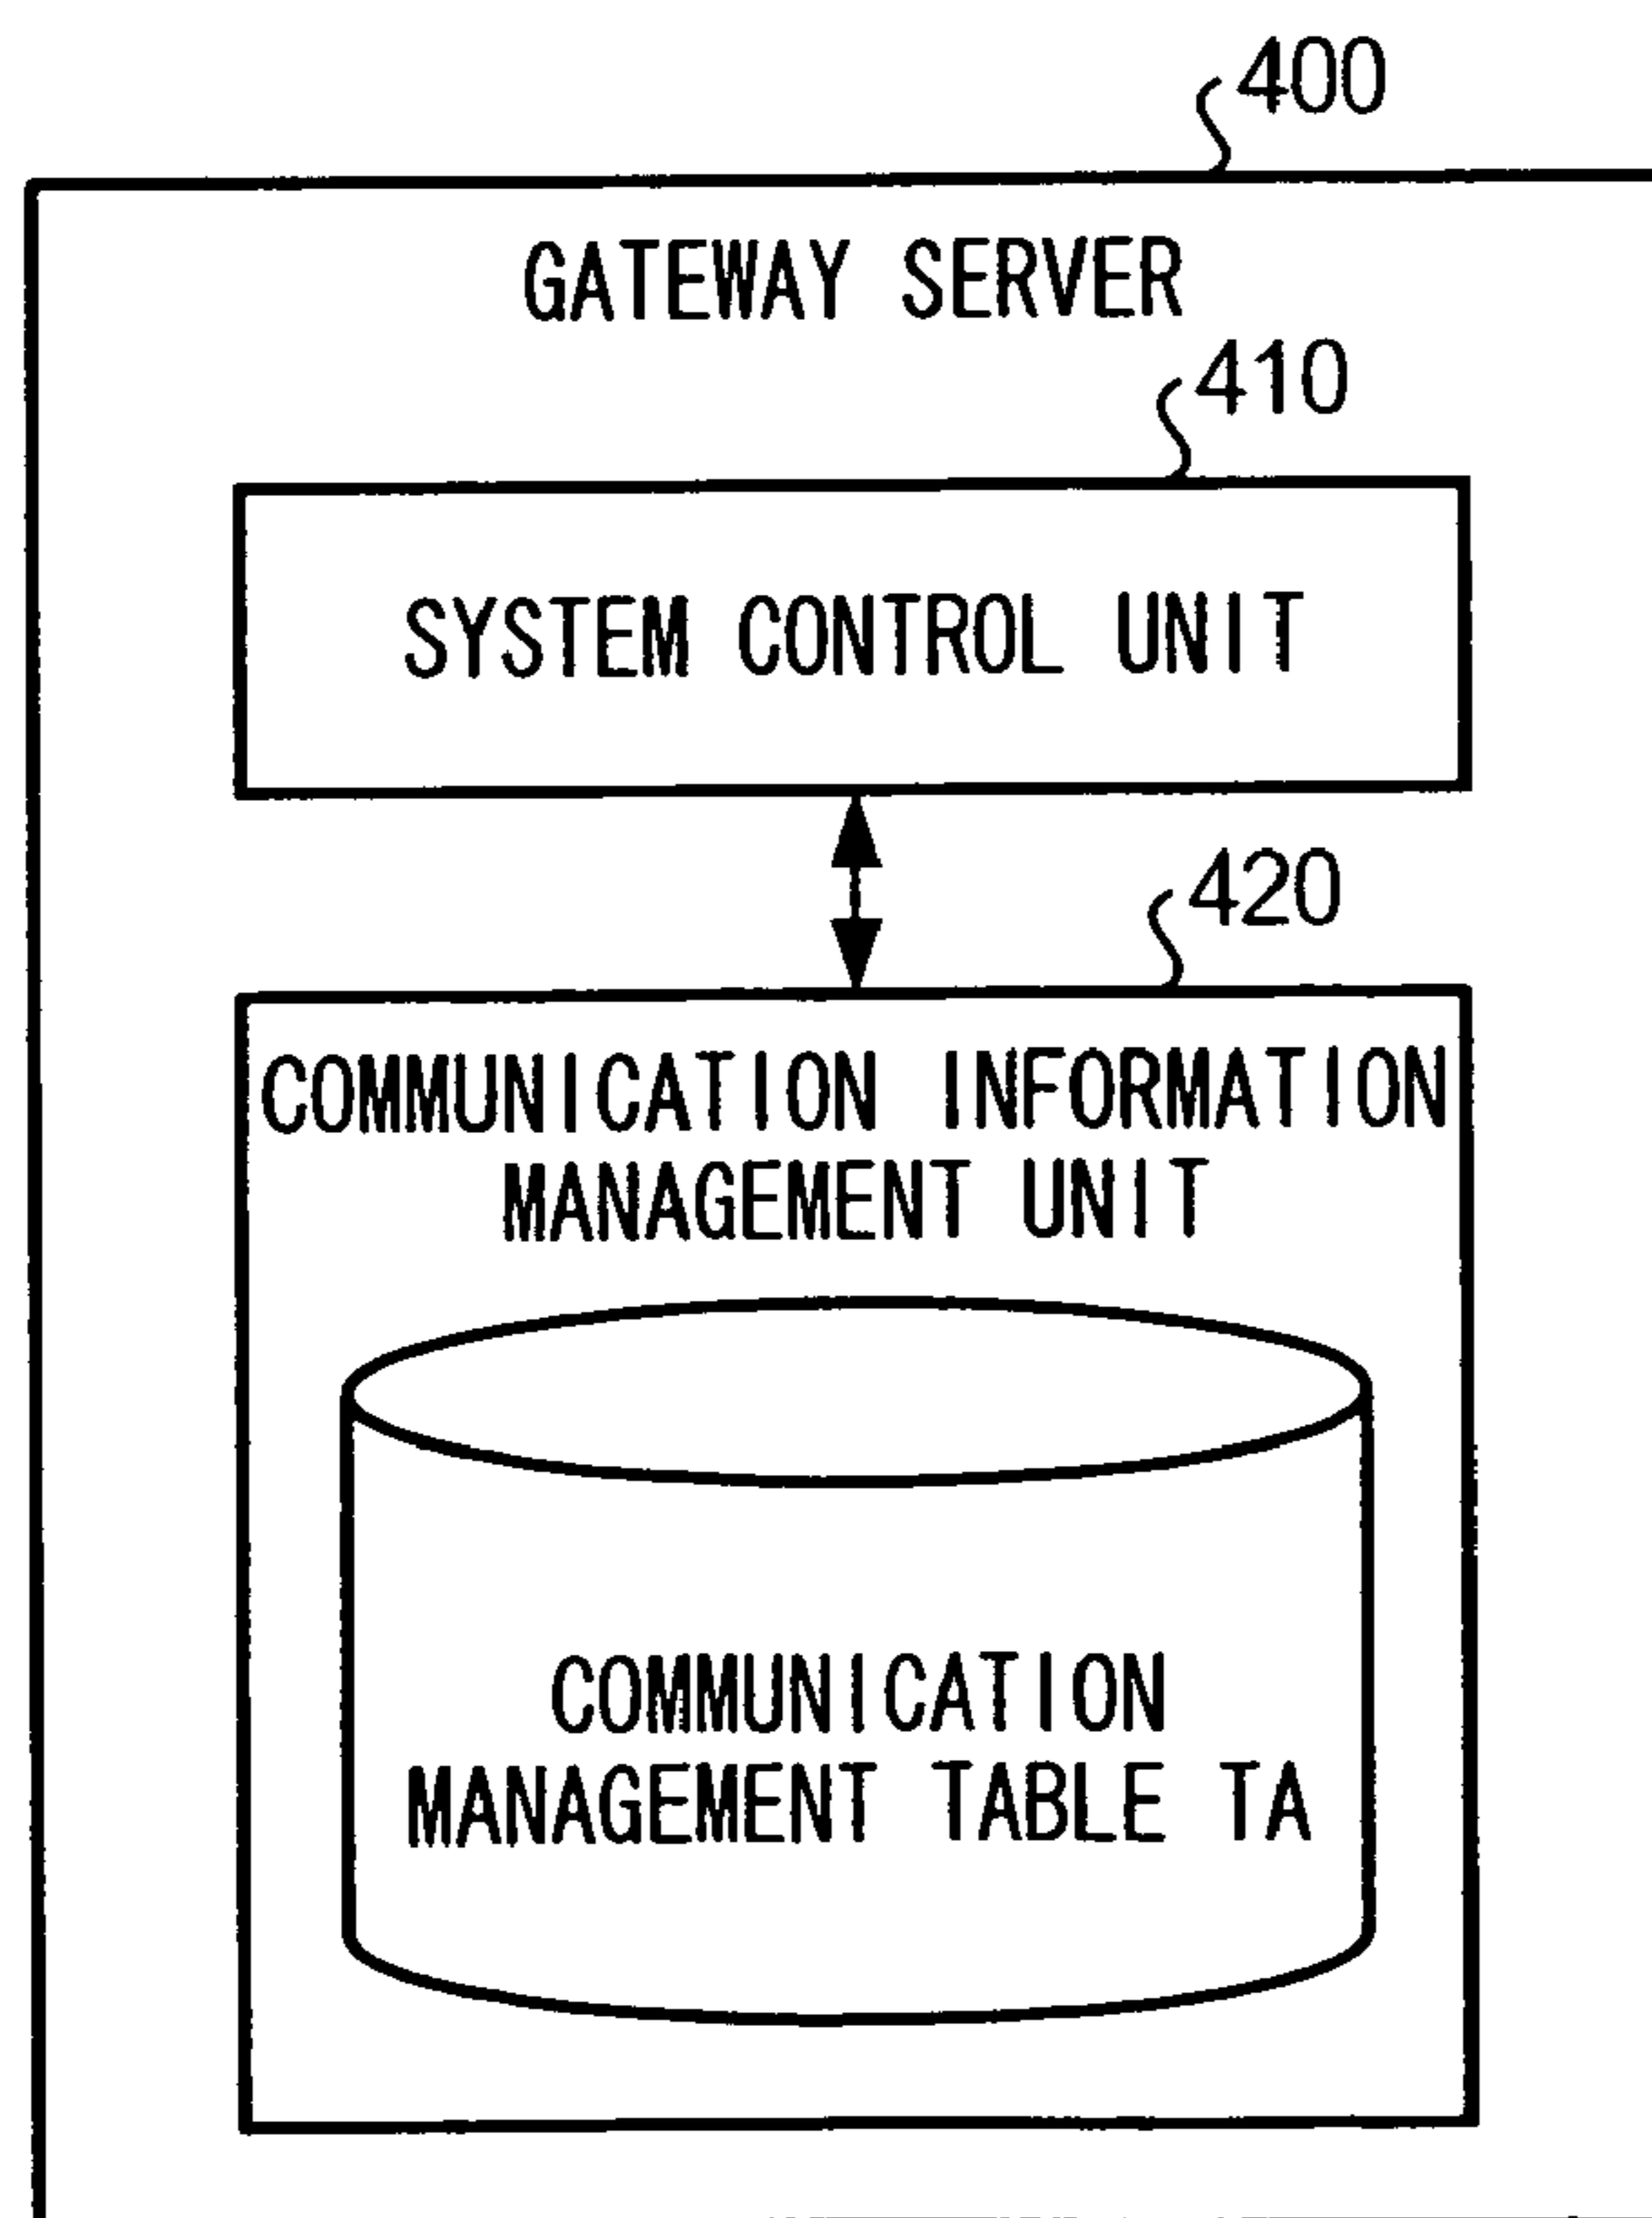 400
GATEWAY SERVER
410
SYSTEM CONTROL UNIT
420
COMMUNICATION INFORMATION
MANAGEMENT UNIT
COMMUNICATION
MANAGEMENT TABLE TA